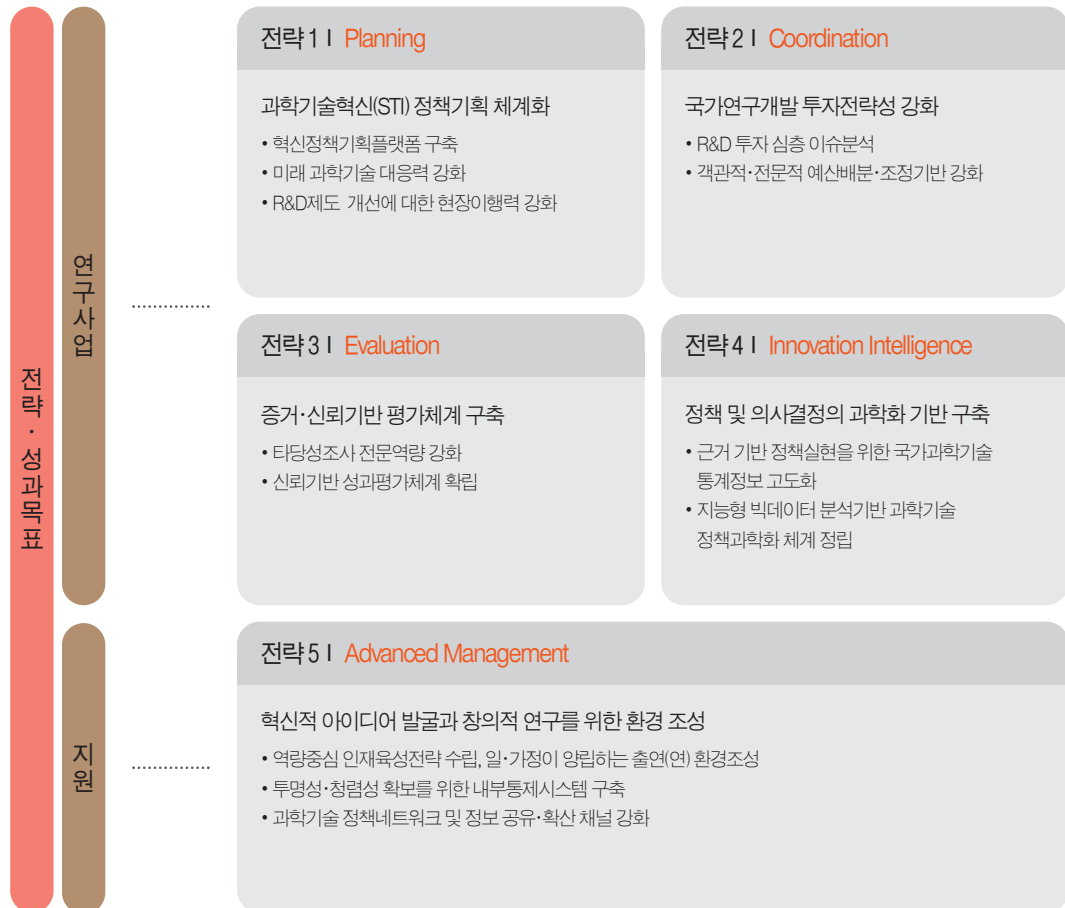 전략·성과목표
연구사업
전략 1 I Planning
과학기술혁신(STI) 정책기획 체계화
• 혁신정책기획플랫폼 구축
• 미래 과학기술 대응력 강화
• R&D제도 개선에 대한 현장이행력 강화
전략 2 I Coordination
국가연구개발 투자전략성 강화
• R&D 투자 심층 이슈분석
• 객관적·전문적 예산배분·조정기반 강화
전략 3 I Evaluation
증거·신뢰기반 평가체계 구축
• 타당성조사 전문역량 강화
• 신뢰기반 성과평가체계 확립
전략 4 I Innovation Intelligence
정책 및 의사결정의 과학화 기반 구축
• 근거 기반 정책실현을 위한 국가과학기술
통계정보 고도화
• 지능형 빅데이터 분석기반 과학기술
정책과학화 체계 정립
지원
전략 5 I Advanced Management
혁신적 아이디어 발굴과 창의적 연구를 위한 환경 조성
• 역량중심 인재육성전략 수립, 일·가정이 양립하는 출연(연) 환경조성
• 투명성·청렴성 확보를 위한 내부통제시스템 구축
• 과학기술 정책네트워크 및 정보 공유·확산 채널 강화